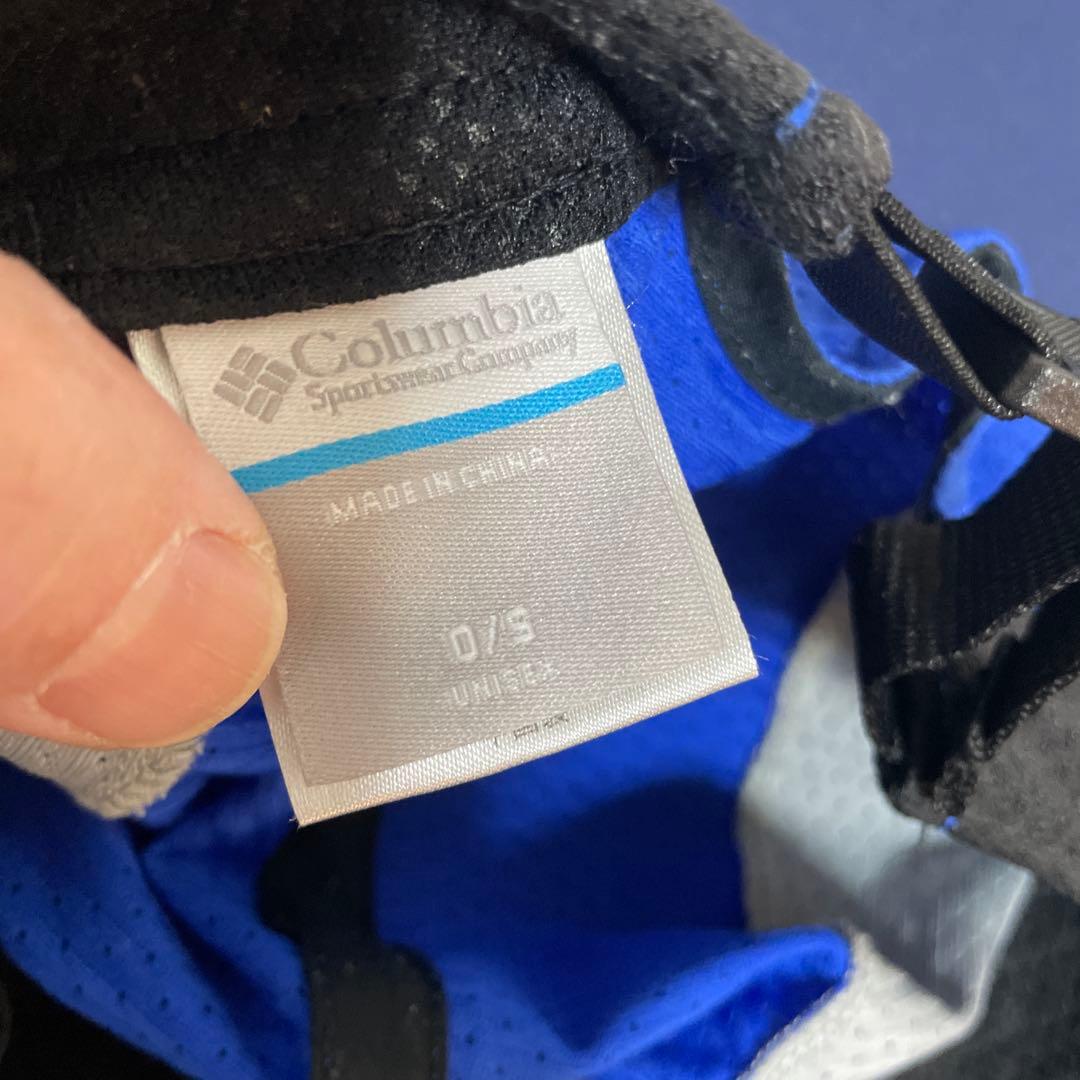 Columbia
Sportswear Company
MADE IN CHINA
O/S
UNISEX